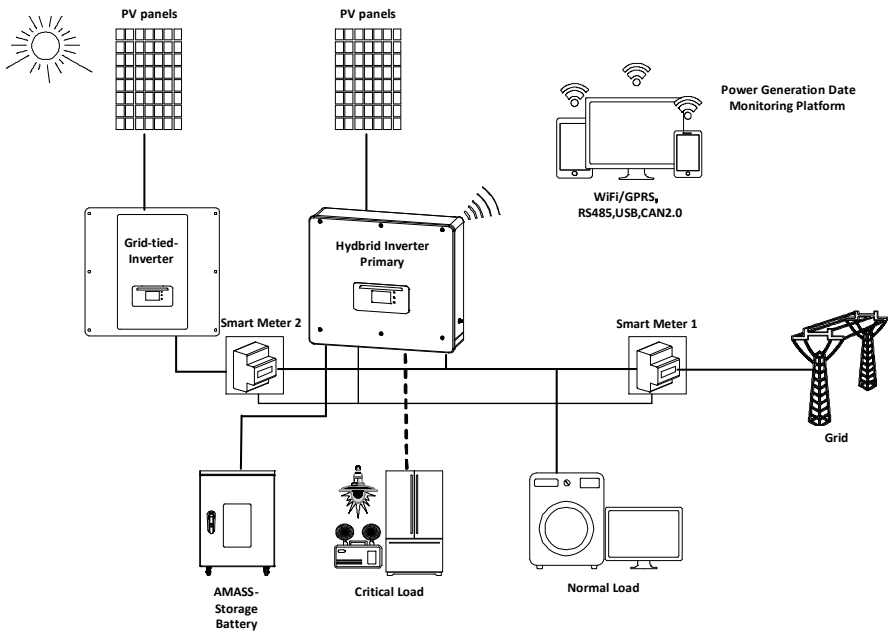 PV panels
PV panels
Power Generation Date
Monitoring Platform
WiFi/GPRS,
RS485,USB,CAN2.0
Grid-tied-
Inverter
Hydbrid Inverter
Primary
Smart Meter 2
Smart Meter 1
Grid
AMASS-
Storage
Battery
Critical Load
Normal Load